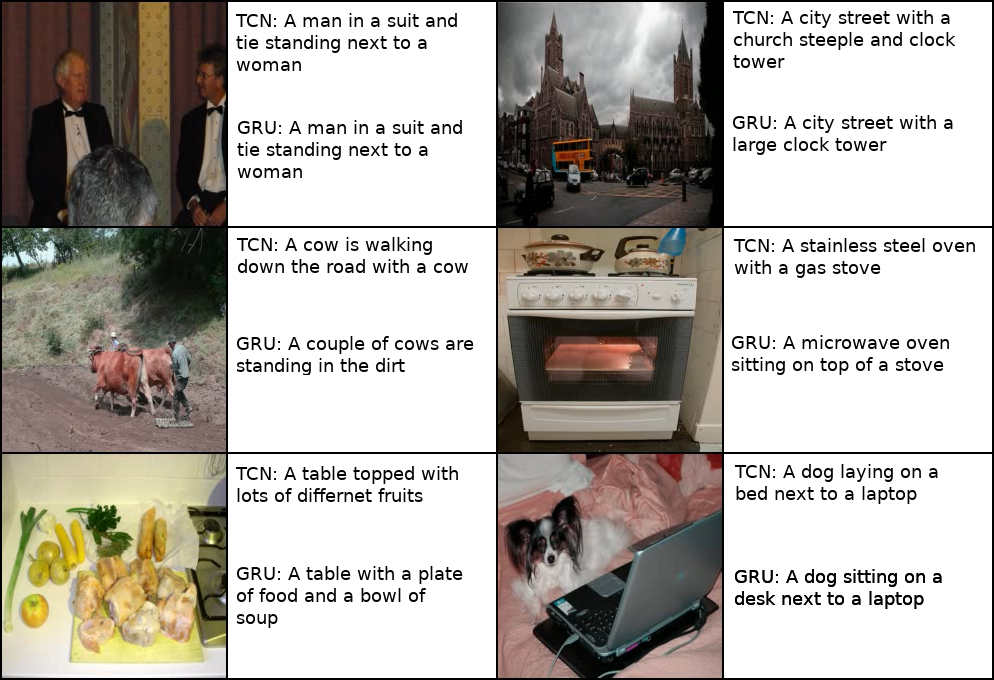 TCN: A man in a suit and
tie standing next to a
woman
GRU: A man in a suit and
tie standing next to a
woman
TCN: A city street with a
church steeple and clock
tower
GRU: A city street with a
large clock tower
TCN: A cow is walking
down the road with a cow
GRU: A couple of cows are
standing in the dirt
TCN: A stainless steel oven
with a gas stove
GRU: A microwave oven
sitting on top of a stove
TCN: A table topped with
lots of differnet fruits
GRU: A table with a plate
of food and a bowl of
soup
TCN: A dog laying on a
bed next to a laptop
GRU: A dog sitting on a
desk next to a laptop